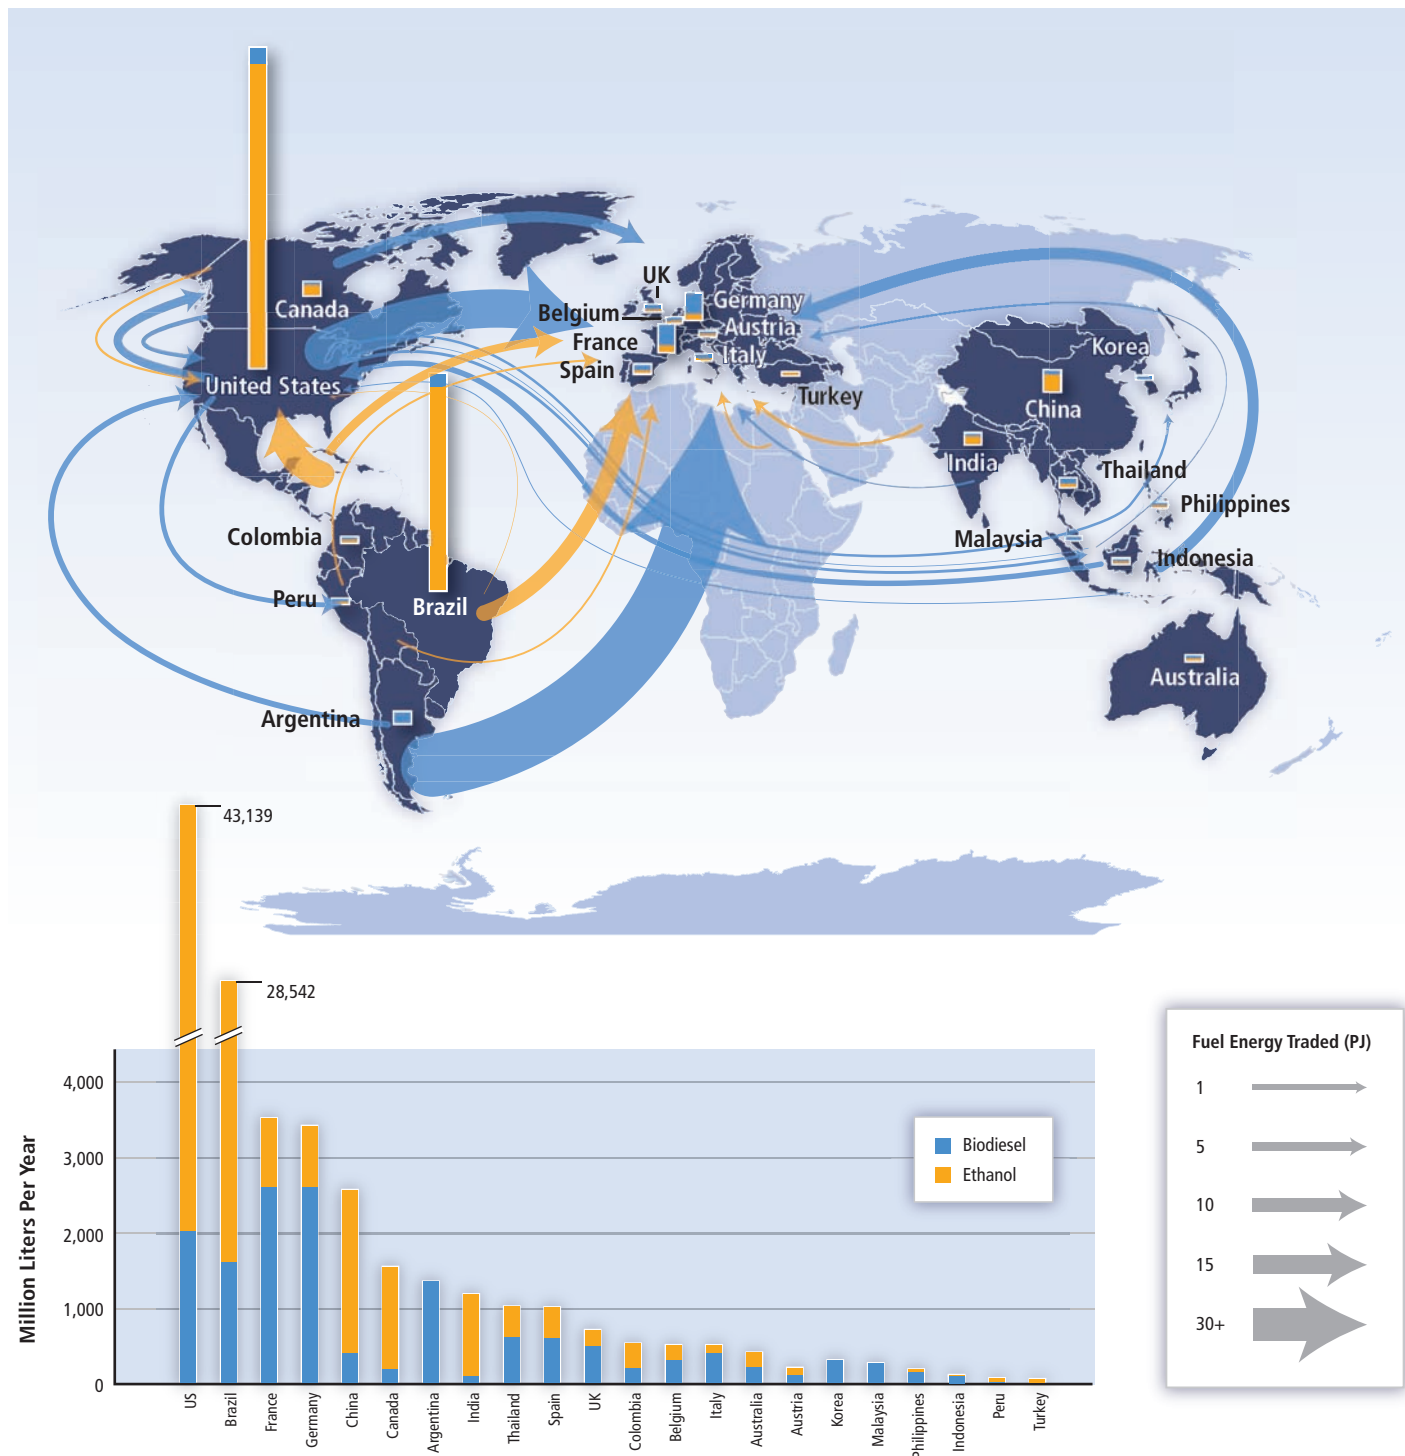 Canada
United States
UK
Belgium
Germany
Austria
France
Italy
Spain
Turkey
Korea
China
India
Thailand
Philippines
Malaysia
Indonesia
Colombia
Peru
Brazil
Argentina
Australia
43,139
28,542
Million Liters Per Year
4,000
3,000
2,000
1,000
0
Biodiesel
Ethanol
US
Brazil
France
Germany
China
Canada
Argentina
India
Thailand
Spain
UK
Colombia
Belgium
Italy
Australia
Austria
Korea
Malaysia
Philippines
Indonesia
Peru
Turkey
Fuel Energy Traded (PJ)
1
5
10
15
30+